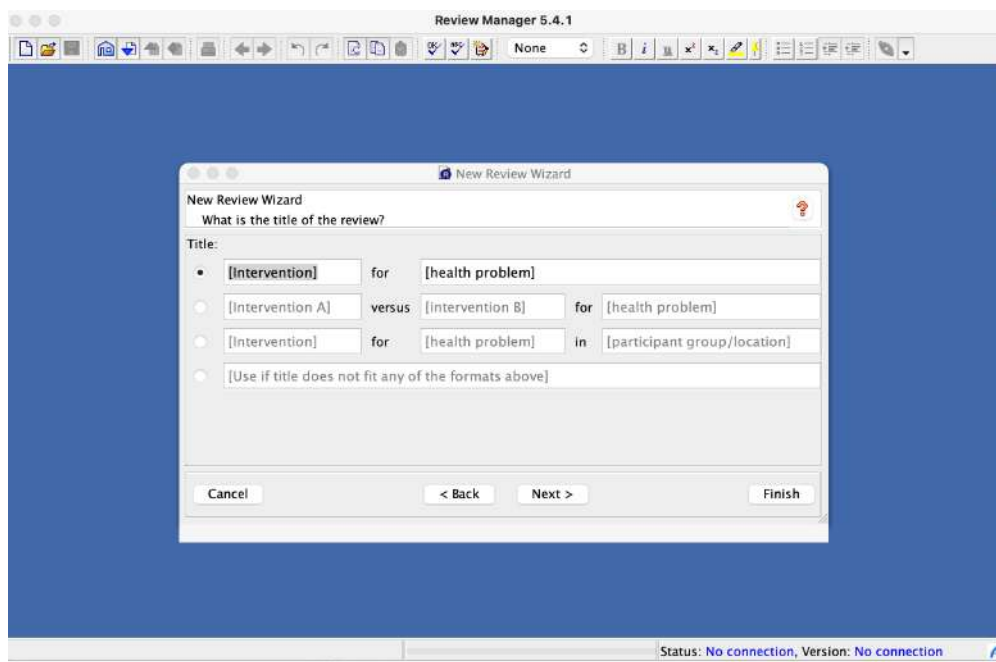 Review Manager 5.4.1
None B i u x² x₂
New Review Wizard
New Review Wizard
What is the title of the review?
?
Title:
[Intervention] for [health problem]
[Intervention A] versus [intervention B] for [health problem]
[Intervention] for [health problem] in [participant group/location]
[Use if title does not fit any of the formats above]
Cancel < Back Next > Finish
Status: No connection, Version: No connection